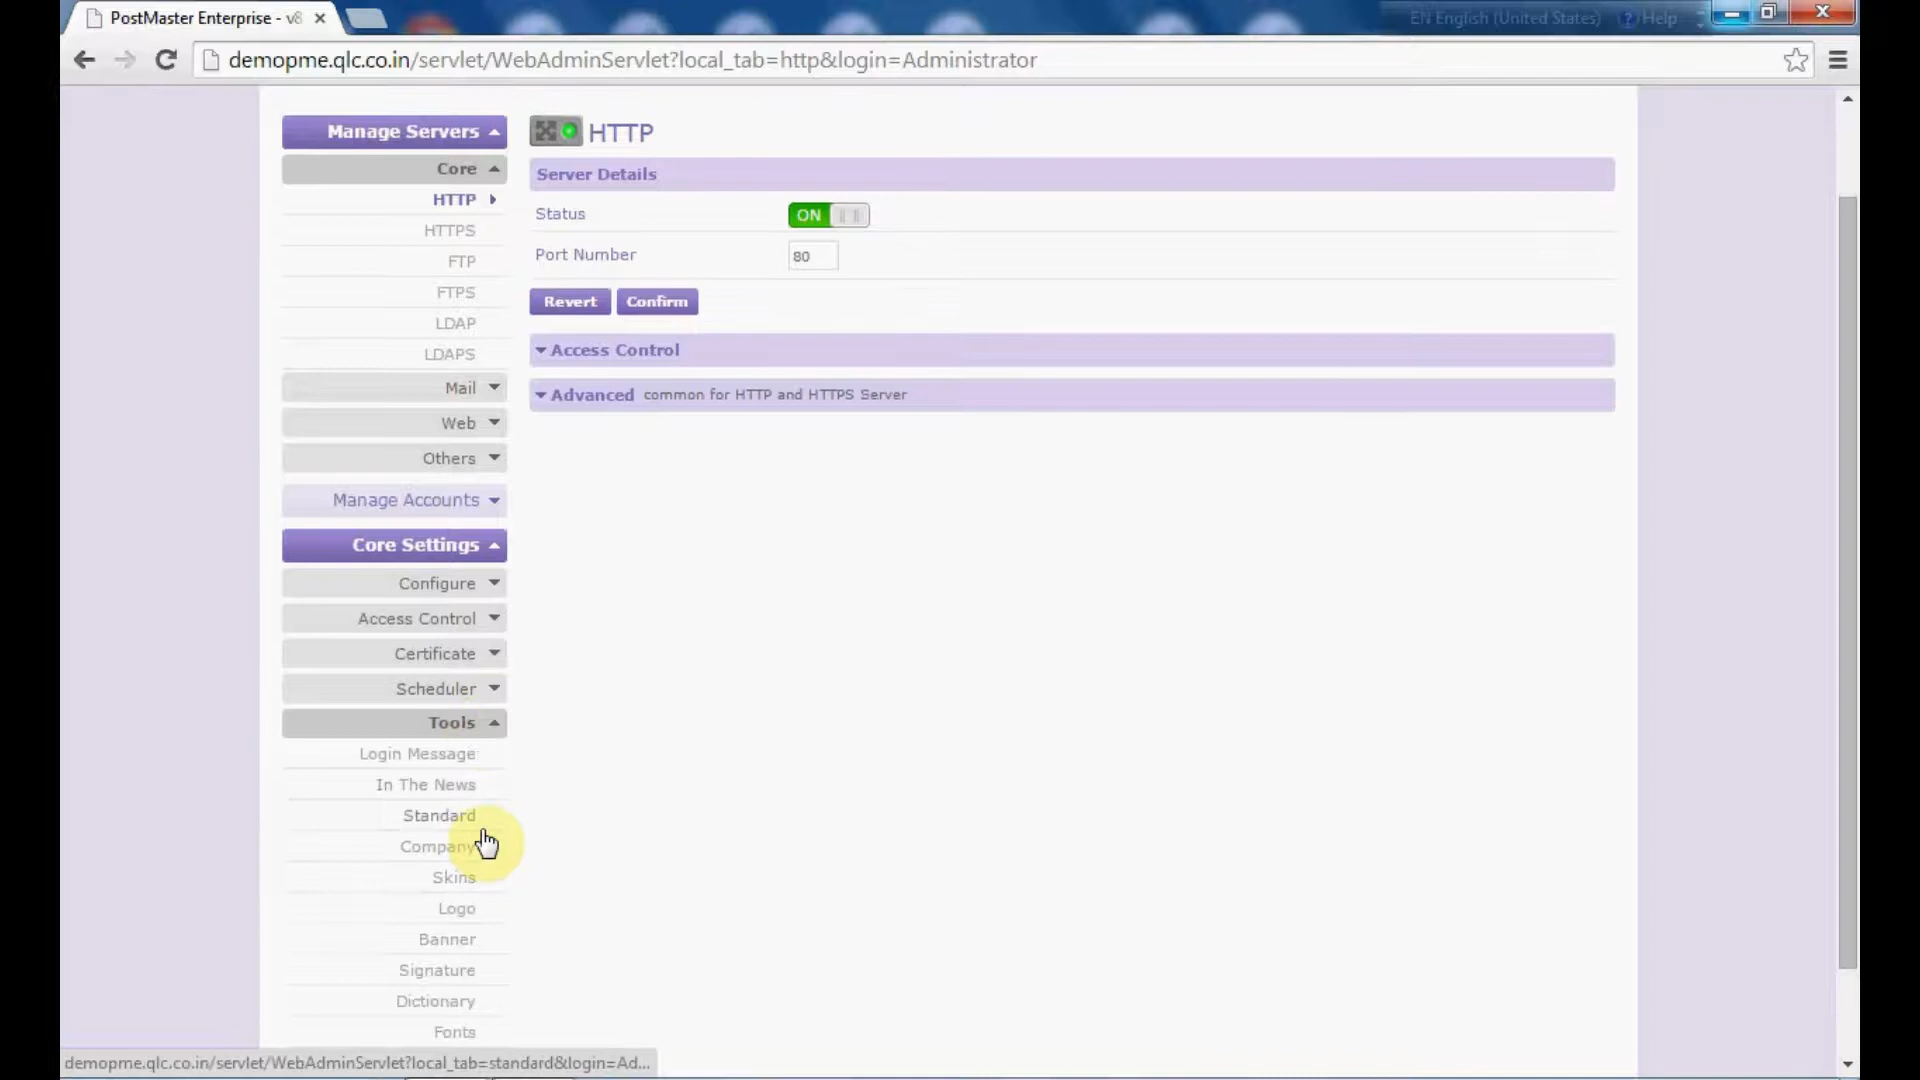 PostMaster Enterprise - v8
EN English (United States)
Help
demopme.qlc.co.in/servlet/WebAdminServlet?local_tab=http&login=Administrator
Manage Servers
Core
HTTP
HTTPS
FTP
FTPS
LDAP
LDAPS
Mail
Web
Others
Manage Accounts
Core Settings
Configure
Access Control
Certificate
Scheduler
Tools
Login Message
In The News
Standard
Company
Skins
Logo
Banner
Signature
Dictionary
Fonts
HTTP
Server Details
Status ON
Port Number 80
Revert Confirm
Access Control
Advanced common for HTTP and HTTPS Server
demopme.qlc.co.in/servlet/WebAdminServlet?local_tab=standard&login=Ad...